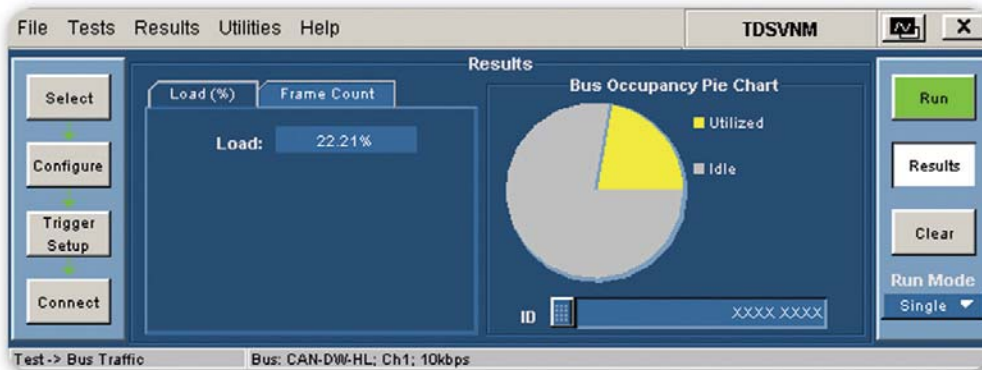 File Tests Results Utilities Help TDSVNM X
Results
Select
Configure
Trigger
Setup
Connect
Load (%) Frame Count
Load: 22.21%
Bus Occupancy Pie Chart
Utilized
Idle
ID XXXX XXXX
Run
Results
Clear
Run Mode
Single
Test -> Bus Traffic Bus: CAN-DW-HL; Ch1; 10kbps